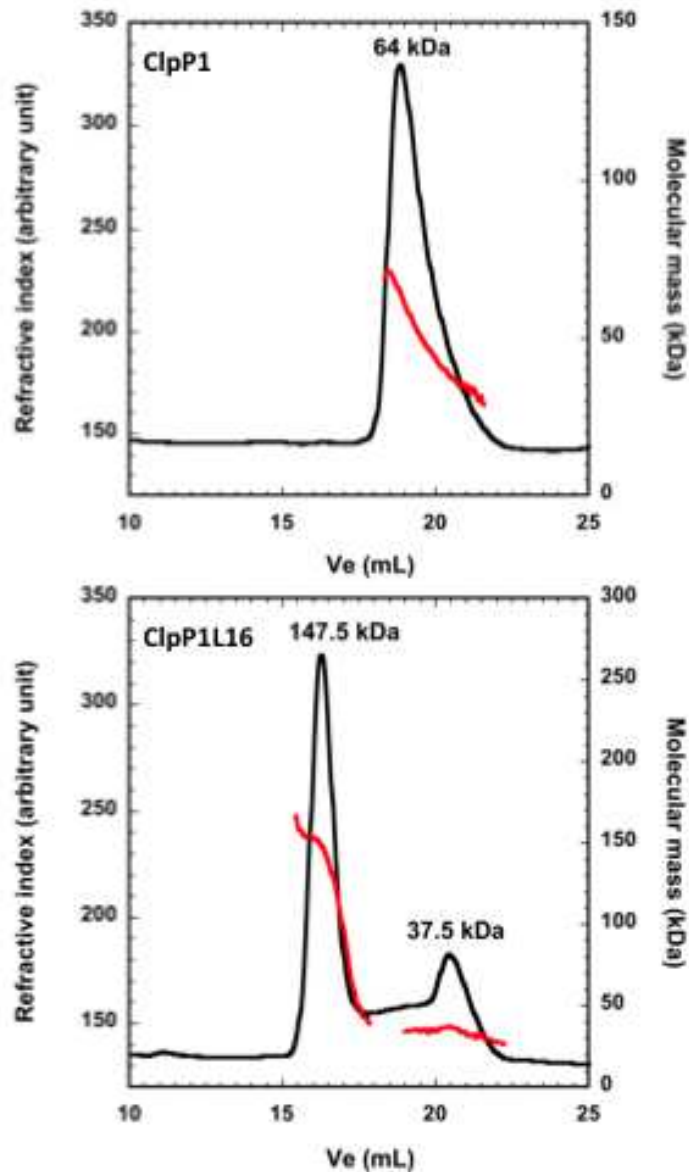 ClpP1
64 kDa
Refractive index (arbitrary unit)
350
300
250
200
150
150
100
50
0
Molecular mass (kDa)
10
15
20
25
Ve (mL)
ClpP1L16
147.5 kDa
37.5 kDa
Refractive index (arbitrary unit)
350
300
250
200
150
300
250
200
150
100
50
0
Molecular mass (kDa)
10
15
20
25
Ve (mL)